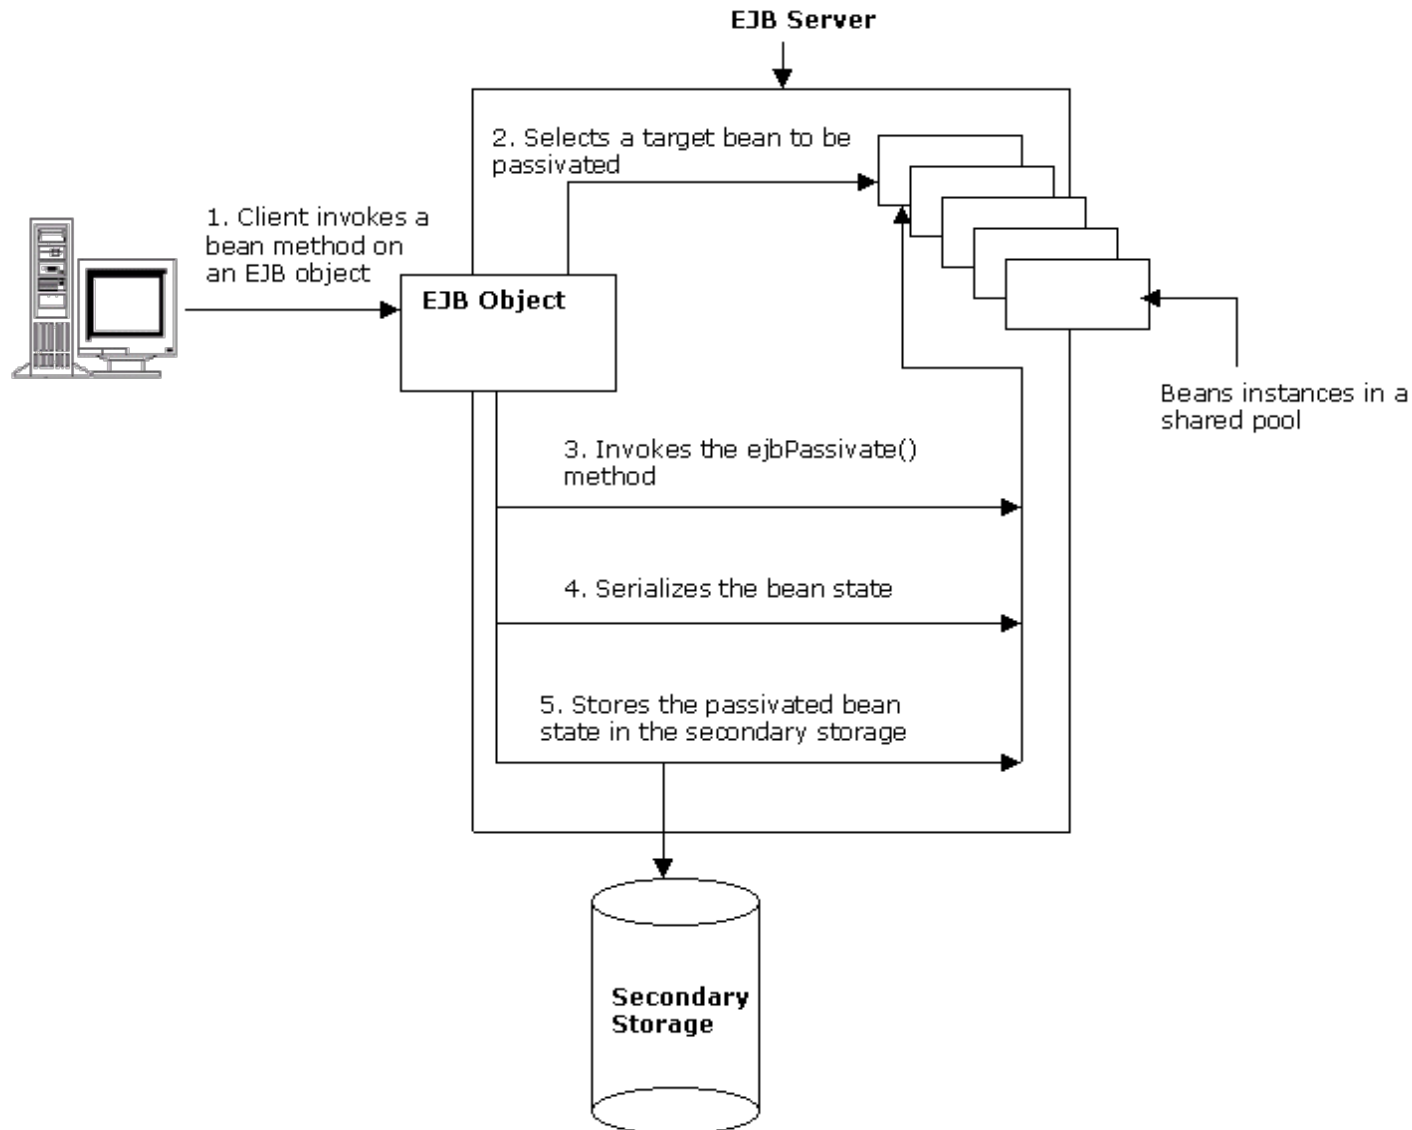 EJB Server
2. Selects a target bean to be
passivated
1. Client invokes a
bean method on
an EJB object
EJB Object
Beans instances in a
shared pool
3. Invokes the ejbPassivate()
method
4. Serializes the bean state
5. Stores the passivated bean
state in the secondary storage
Secondary
Storage